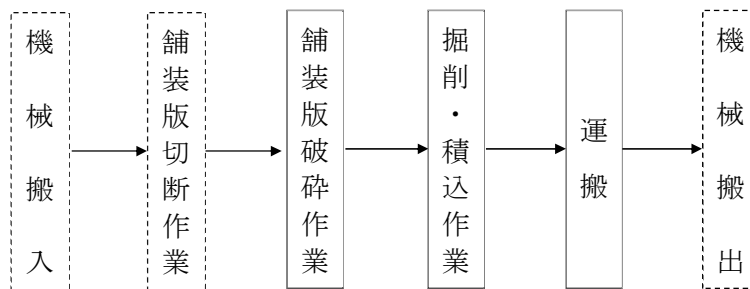 機械搬入
舗装版切断作業
舗装版破砕作業
掘削・積込作業
運搬
機械搬出